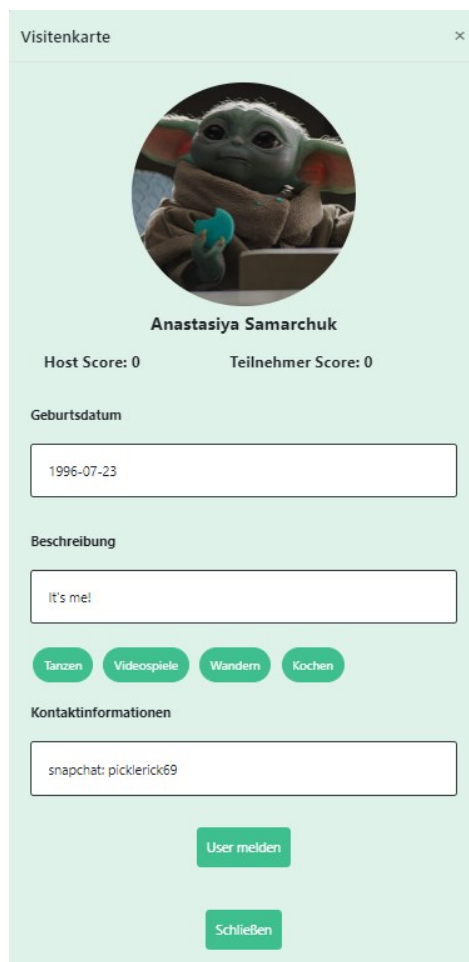 Visitenkarte ×
Anastasiya Samarchuk
Host Score: 0 Teilnehmer Score: 0
Geburtsdatum
1996-07-23
Beschreibung
It's me!
Tanzen Videospiele Wandern Kochen
Kontaktinformationen
snapchat: picklerick69
User melden
Schließen